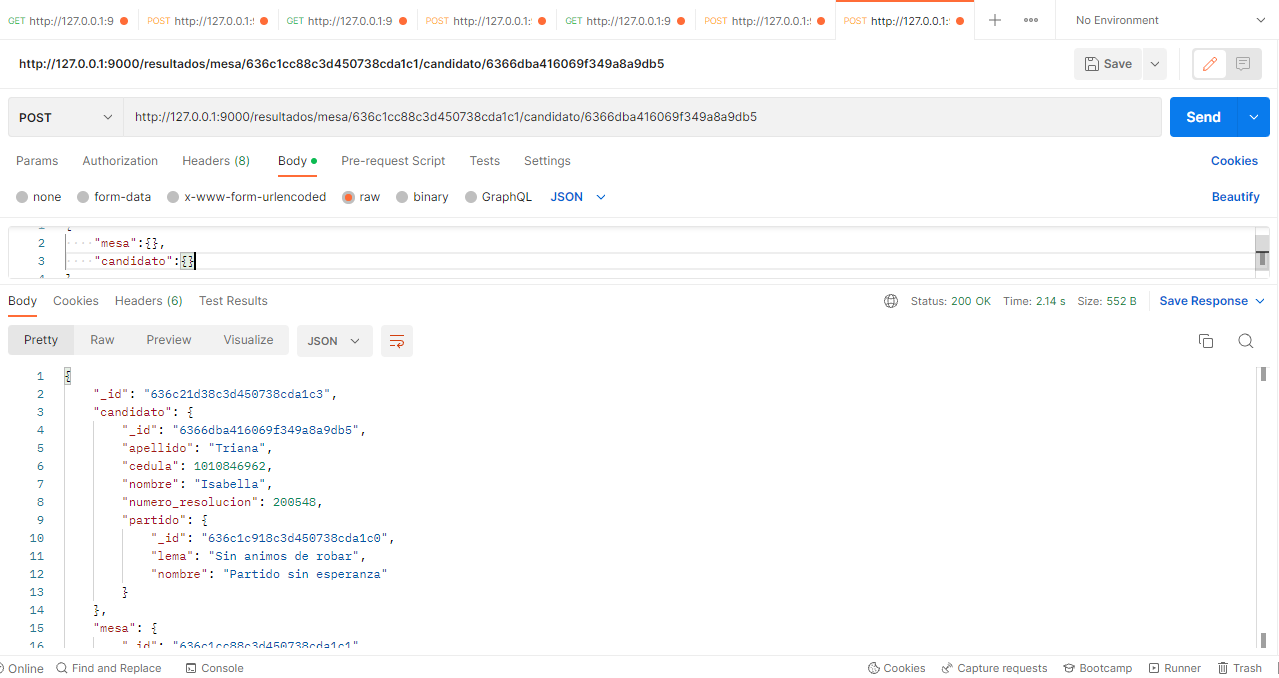 GET http://127.0.0.1:9 POST http://127.0.0.1: GET http://127.0.0.1:9 POST http://127.0.0.1: GET http://127.0.0.1:9 POST http://127.0.0.1: POST http://127.0.0.1: + ooo No Environment
http://127.0.0.1:9000/resultados/mesa/636c1cc88c3d450738cda1c1/candidato/6366dba416069f349a8a9db5 Save
POST http://127.0.0.1:9000/resultados/mesa/636c1cc88c3d450738cda1c1/candidato/6366dba416069f349a8a9db5 Send
Params Authorization Headers (8) Body Pre-request Script Tests Settings Cookies
none form-data x-www-form-urlencoded raw binary GraphQL JSON Beautify
2 "mesa":{},
3 "candidato":{}
Body Cookies Headers (6) Test Results Status: 200 OK Time: 2.14 s Size: 552 B Save Response
Pretty Raw Preview Visualize JSON
1 {
2 "_id": "636c21d38c3d450738cda1c3",
3 "candidato": {
4 "_id": "6366dba416069f349a8a9db5",
5 "apellido": "Triana",
6 "cedula": 1010846962,
7 "nombre": "Isabella",
8 "numero_resolucion": 200548,
9 "partido": {
10 "_id": "636c1c918c3d450738cda1c0",
11 "lema": "Sin animos de robar",
12 "nombre": "Partido sin esperanza"
13 }
14 },
15 "mesa": {
16 "_id": "636c1cc88c3d450738cda1c1"
Online Find and Replace Console Cookies Capture requests Bootcamp Runner Trash